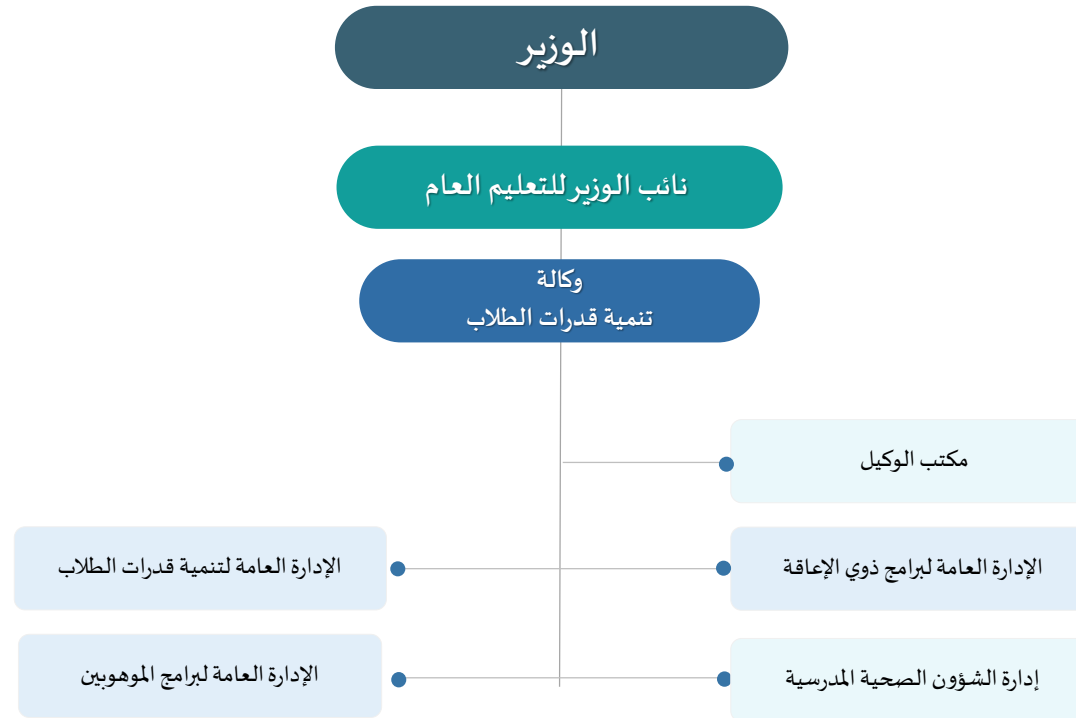 الوزير
نائب الوزير للتعليم العام
وكالة
تنمية قدرات الطلاب
مكتب الوكيل
الإدارة العامة لبرامج ذوي الإعاقة
الإدارة العامة لتنمية قدرات الطلاب
إدارة الشؤون الصحية المدرسية
الإدارة العامة لبرامج الموهوبين